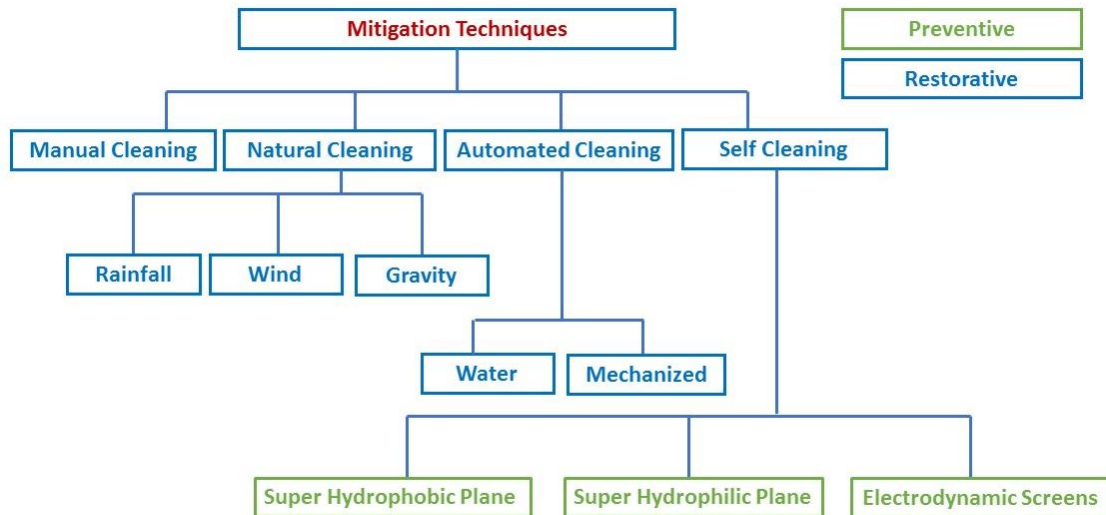 Mitigation Techniques
Preventive
Restorative
Manual Cleaning
Natural Cleaning
Automated Cleaning
Self Cleaning
Rainfall
Wind
Gravity
Water
Mechanized
Super Hydrophobic Plane
Super Hydrophilic Plane
Electrodynamic Screens